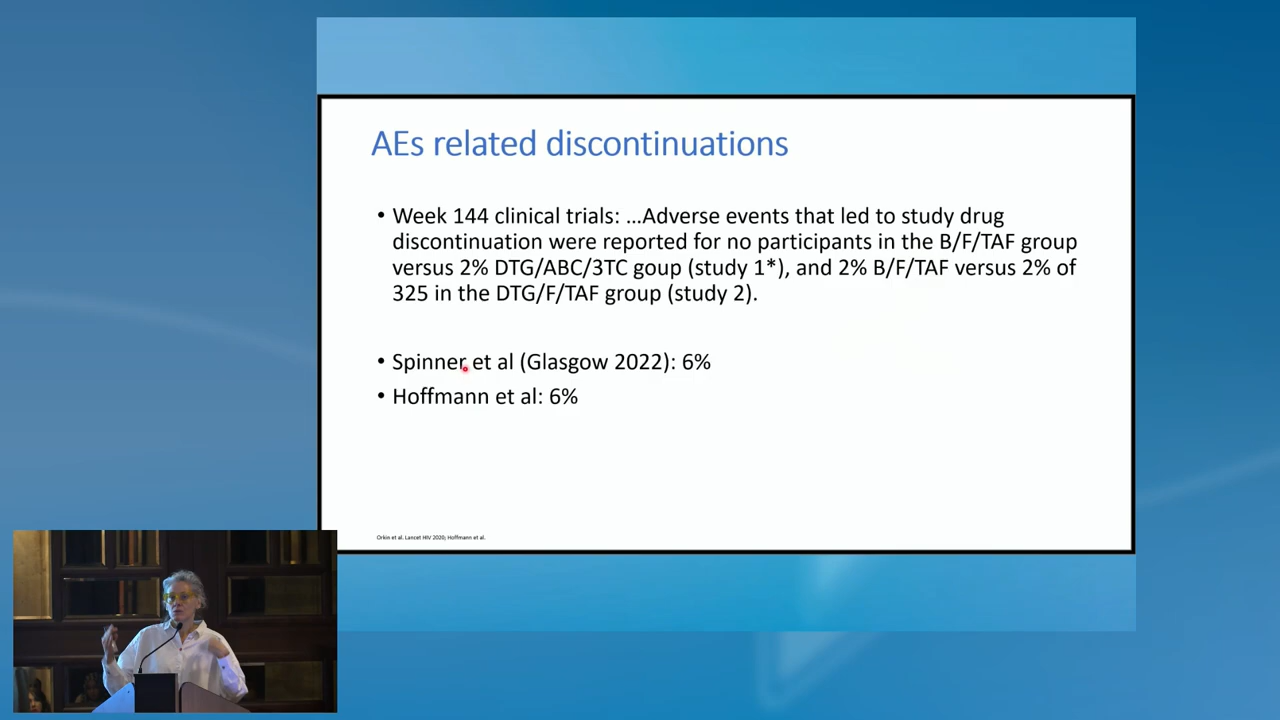 AEs related discontinuations
• Week 144 clinical trials: ...Adverse events that led to study drug
discontinuation were reported for no participants in the B/F/TAF group
versus 2% DTG/ABC/3TC goup (study 1*), and 2% B/F/TAF versus 2% of
325 in the DTG/F/TAF group (study 2).
• Spinner et al (Glasgow 2022): 6%
• Hoffmann et al: 6%
Orkin et al. Lancet HIV 2020; Hoffmann et al.